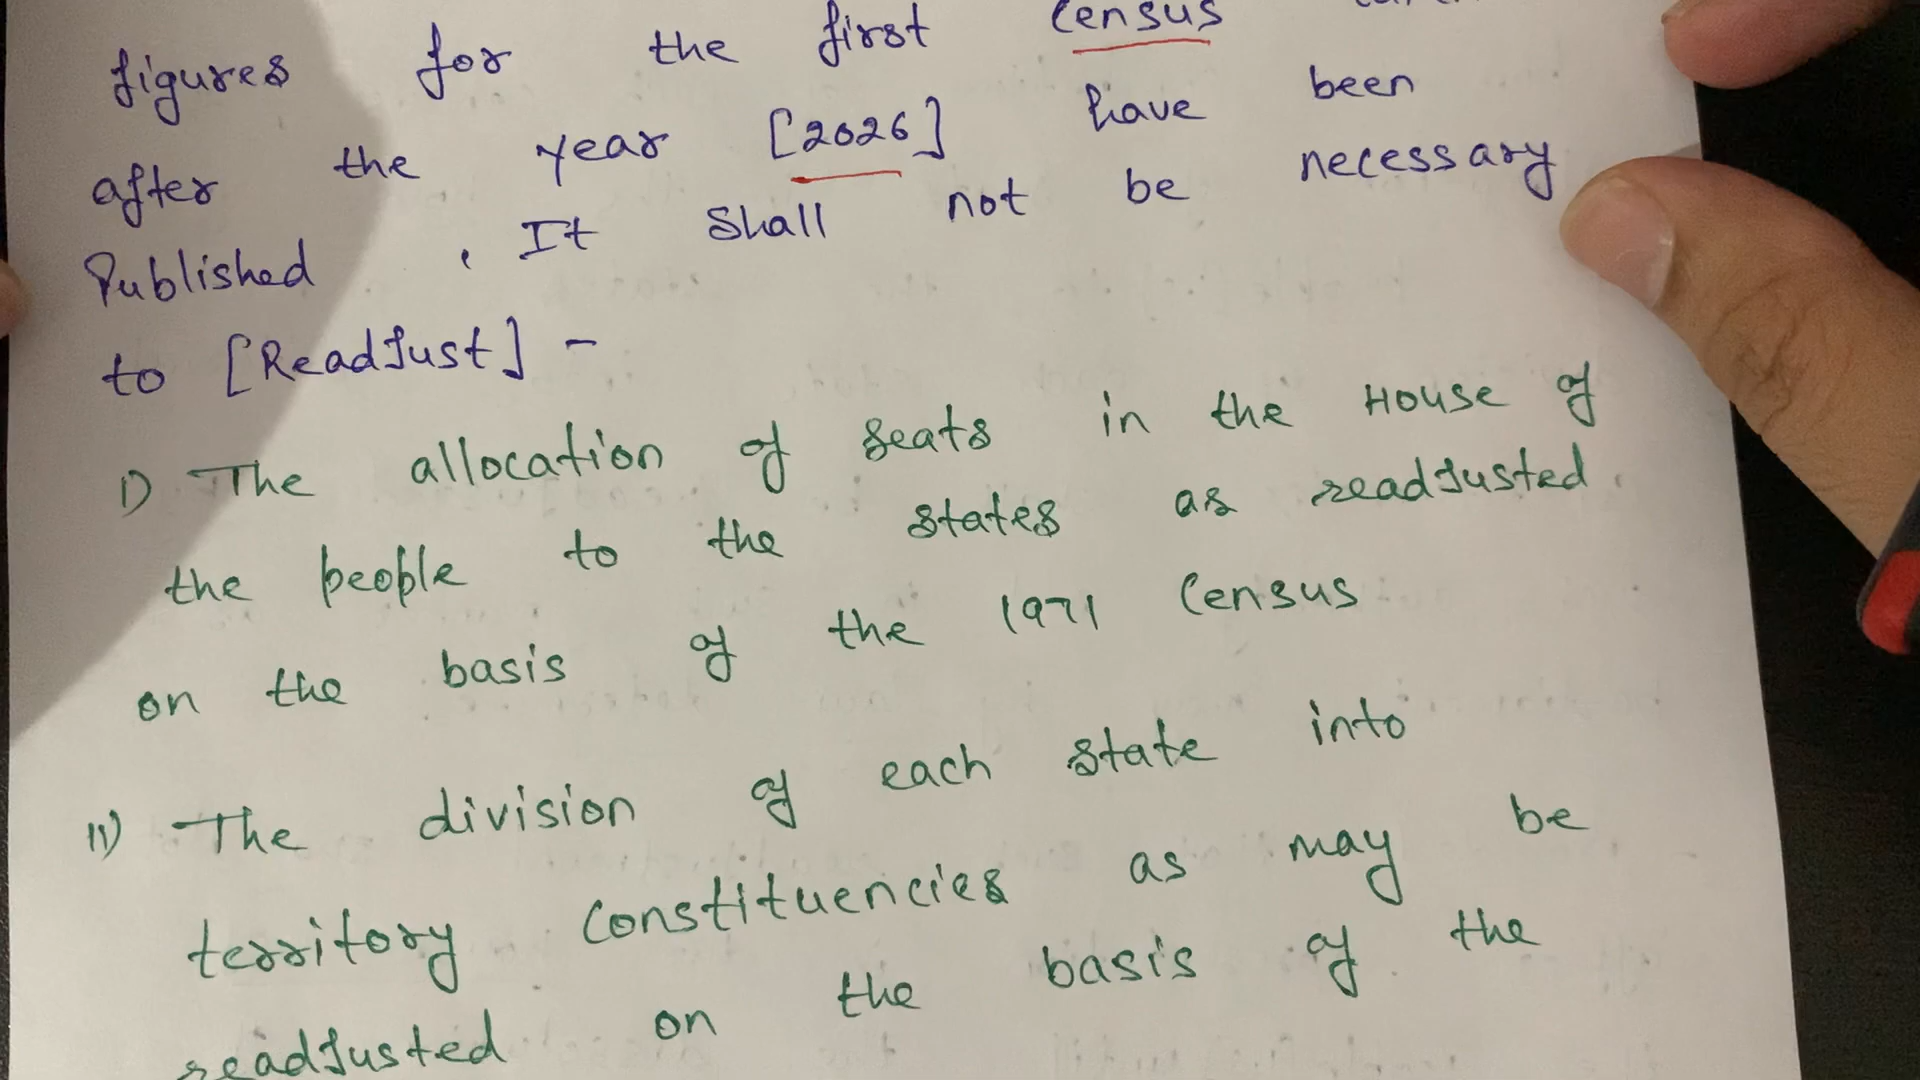 figures for the first Census
after the year [2026] have been
Published , It Shall not be necessary
to [ReadJust] -
i) The allocation of seats in the House of
the people to the states as readJusted
on the basis of the 1971 Census
ii) The division of each state into
territory Constituencies as may be
readJusted on the basis of the